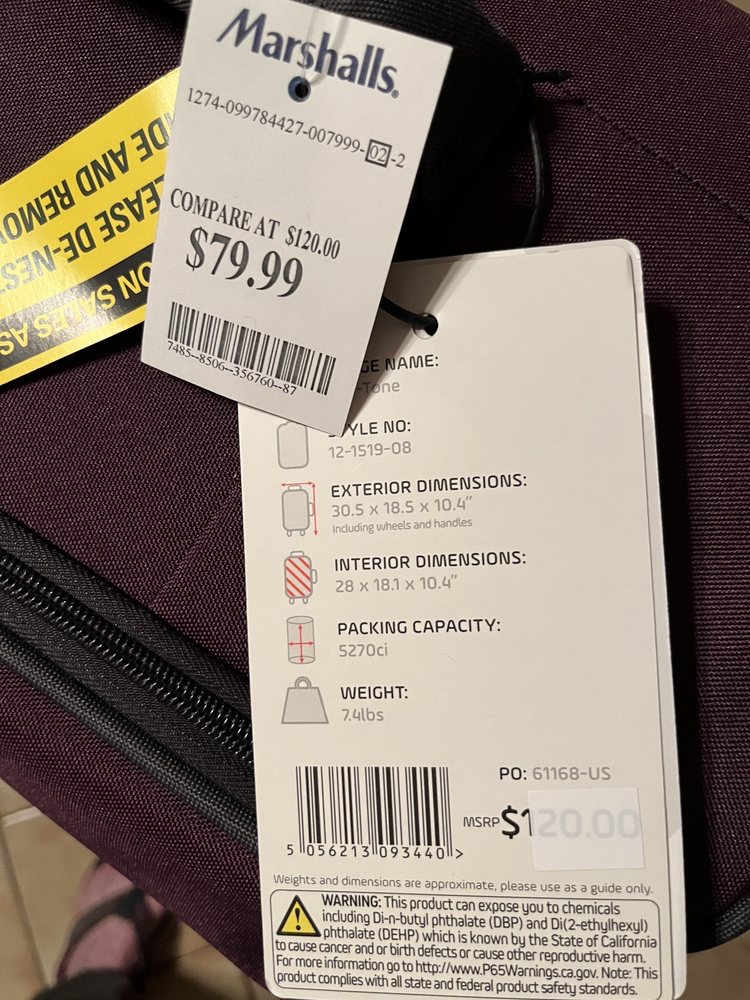 Marshalls.
1274-099784427-007999-02-2
COMPARE AT $120.00
$79.99
7485--8506--356760--87
ON SALES AS
EASE DE-NES
DE AND REMO
GE NAME:
-Tone
YLE NO:
12-1519-08
EXTERIOR DIMENSIONS:
30.5 x 18.5 x 10.4"
Including wheels and handles
INTERIOR DIMENSIONS:
28 x 18.1 x 10.4"
PACKING CAPACITY:
5270ci
WEIGHT:
7.4lbs
PO: 61168-US
MSRP $120.00
5 056213 093440 >
Weights and dimensions are approximate, please use as a guide only.
WARNING: This product can expose you to chemicals
including Di-n-butyl phthalate (DBP) and Di(2-ethylhexyl)
phthalate (DEHP) which is known by the State of California
to cause cancer and or birth defects or cause other reproductive harm.
For more information go to http://www.P65Warnings.ca.gov. Note: This
product complies with all state and federal product safety standards.